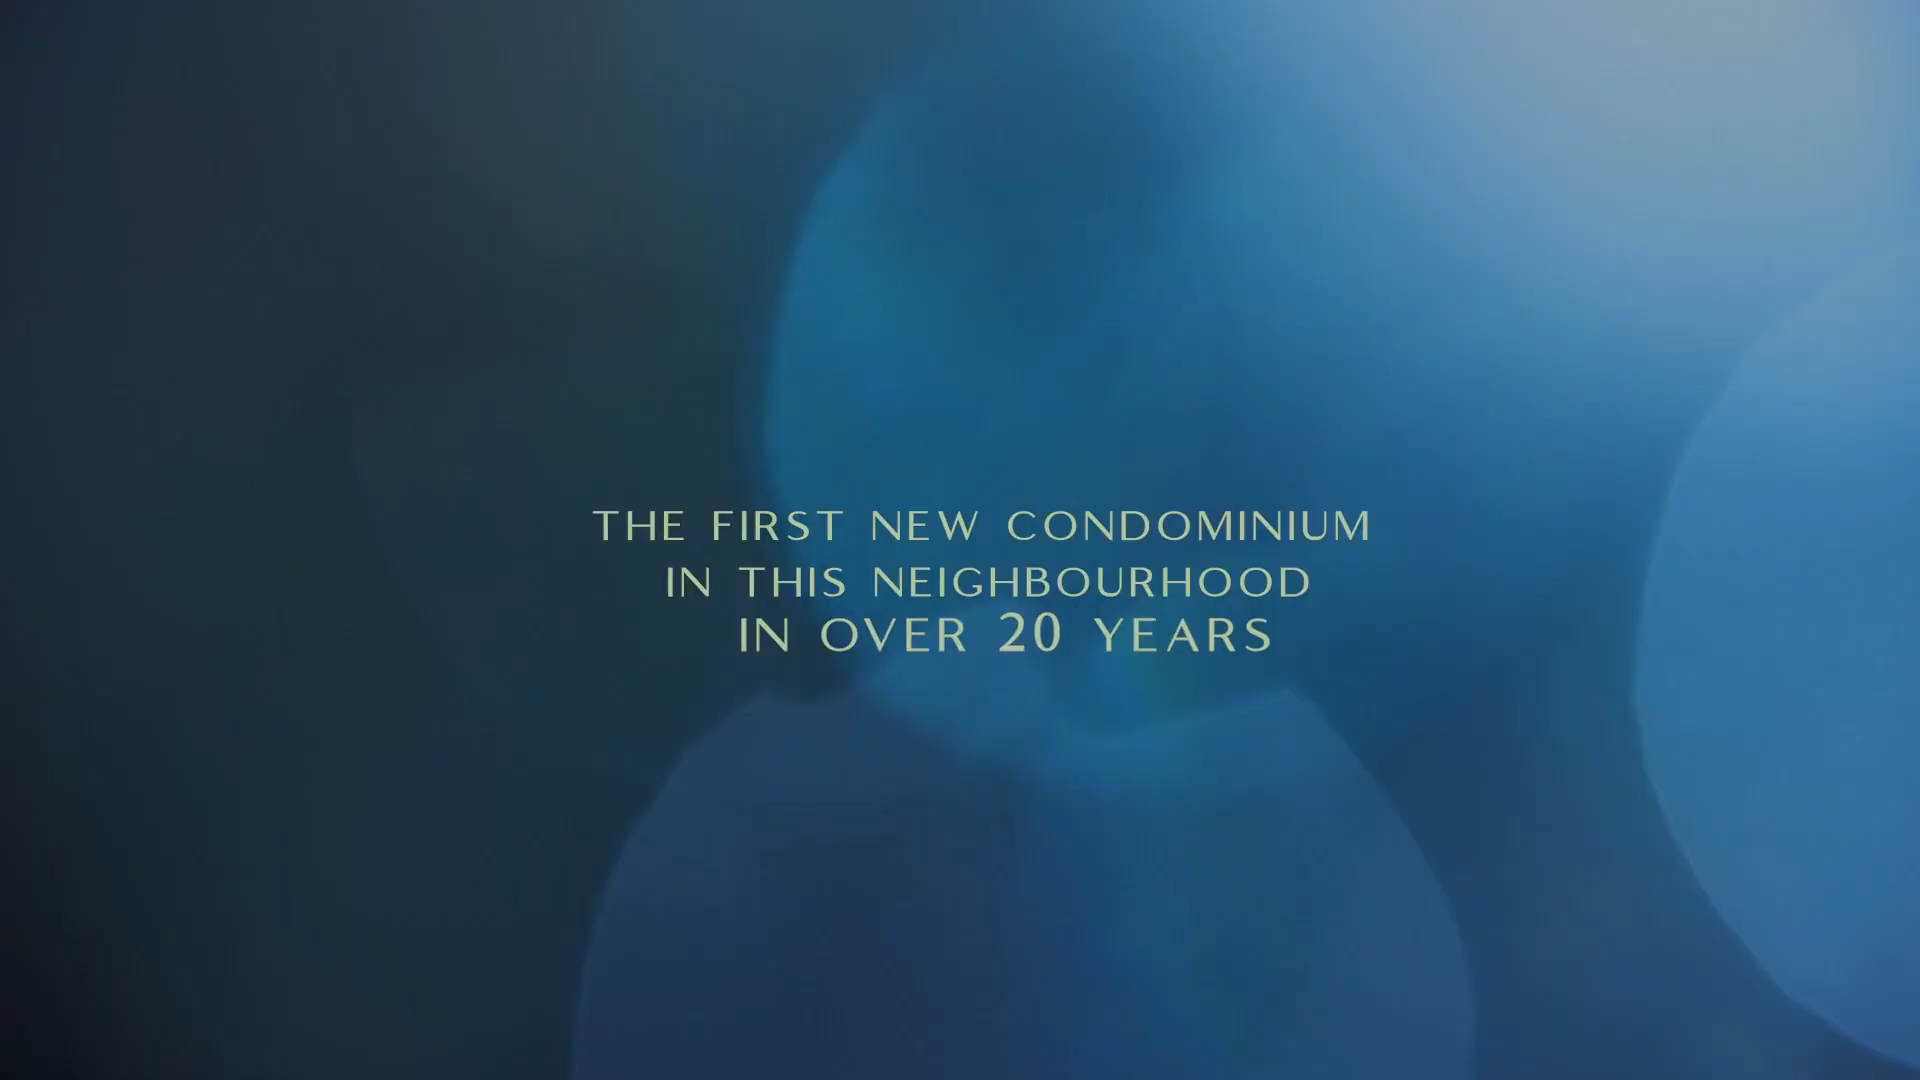 THE FIRST NEW CONDOMINIUM
IN THIS NEIGHBOURHOOD
IN OVER 20 YEARS